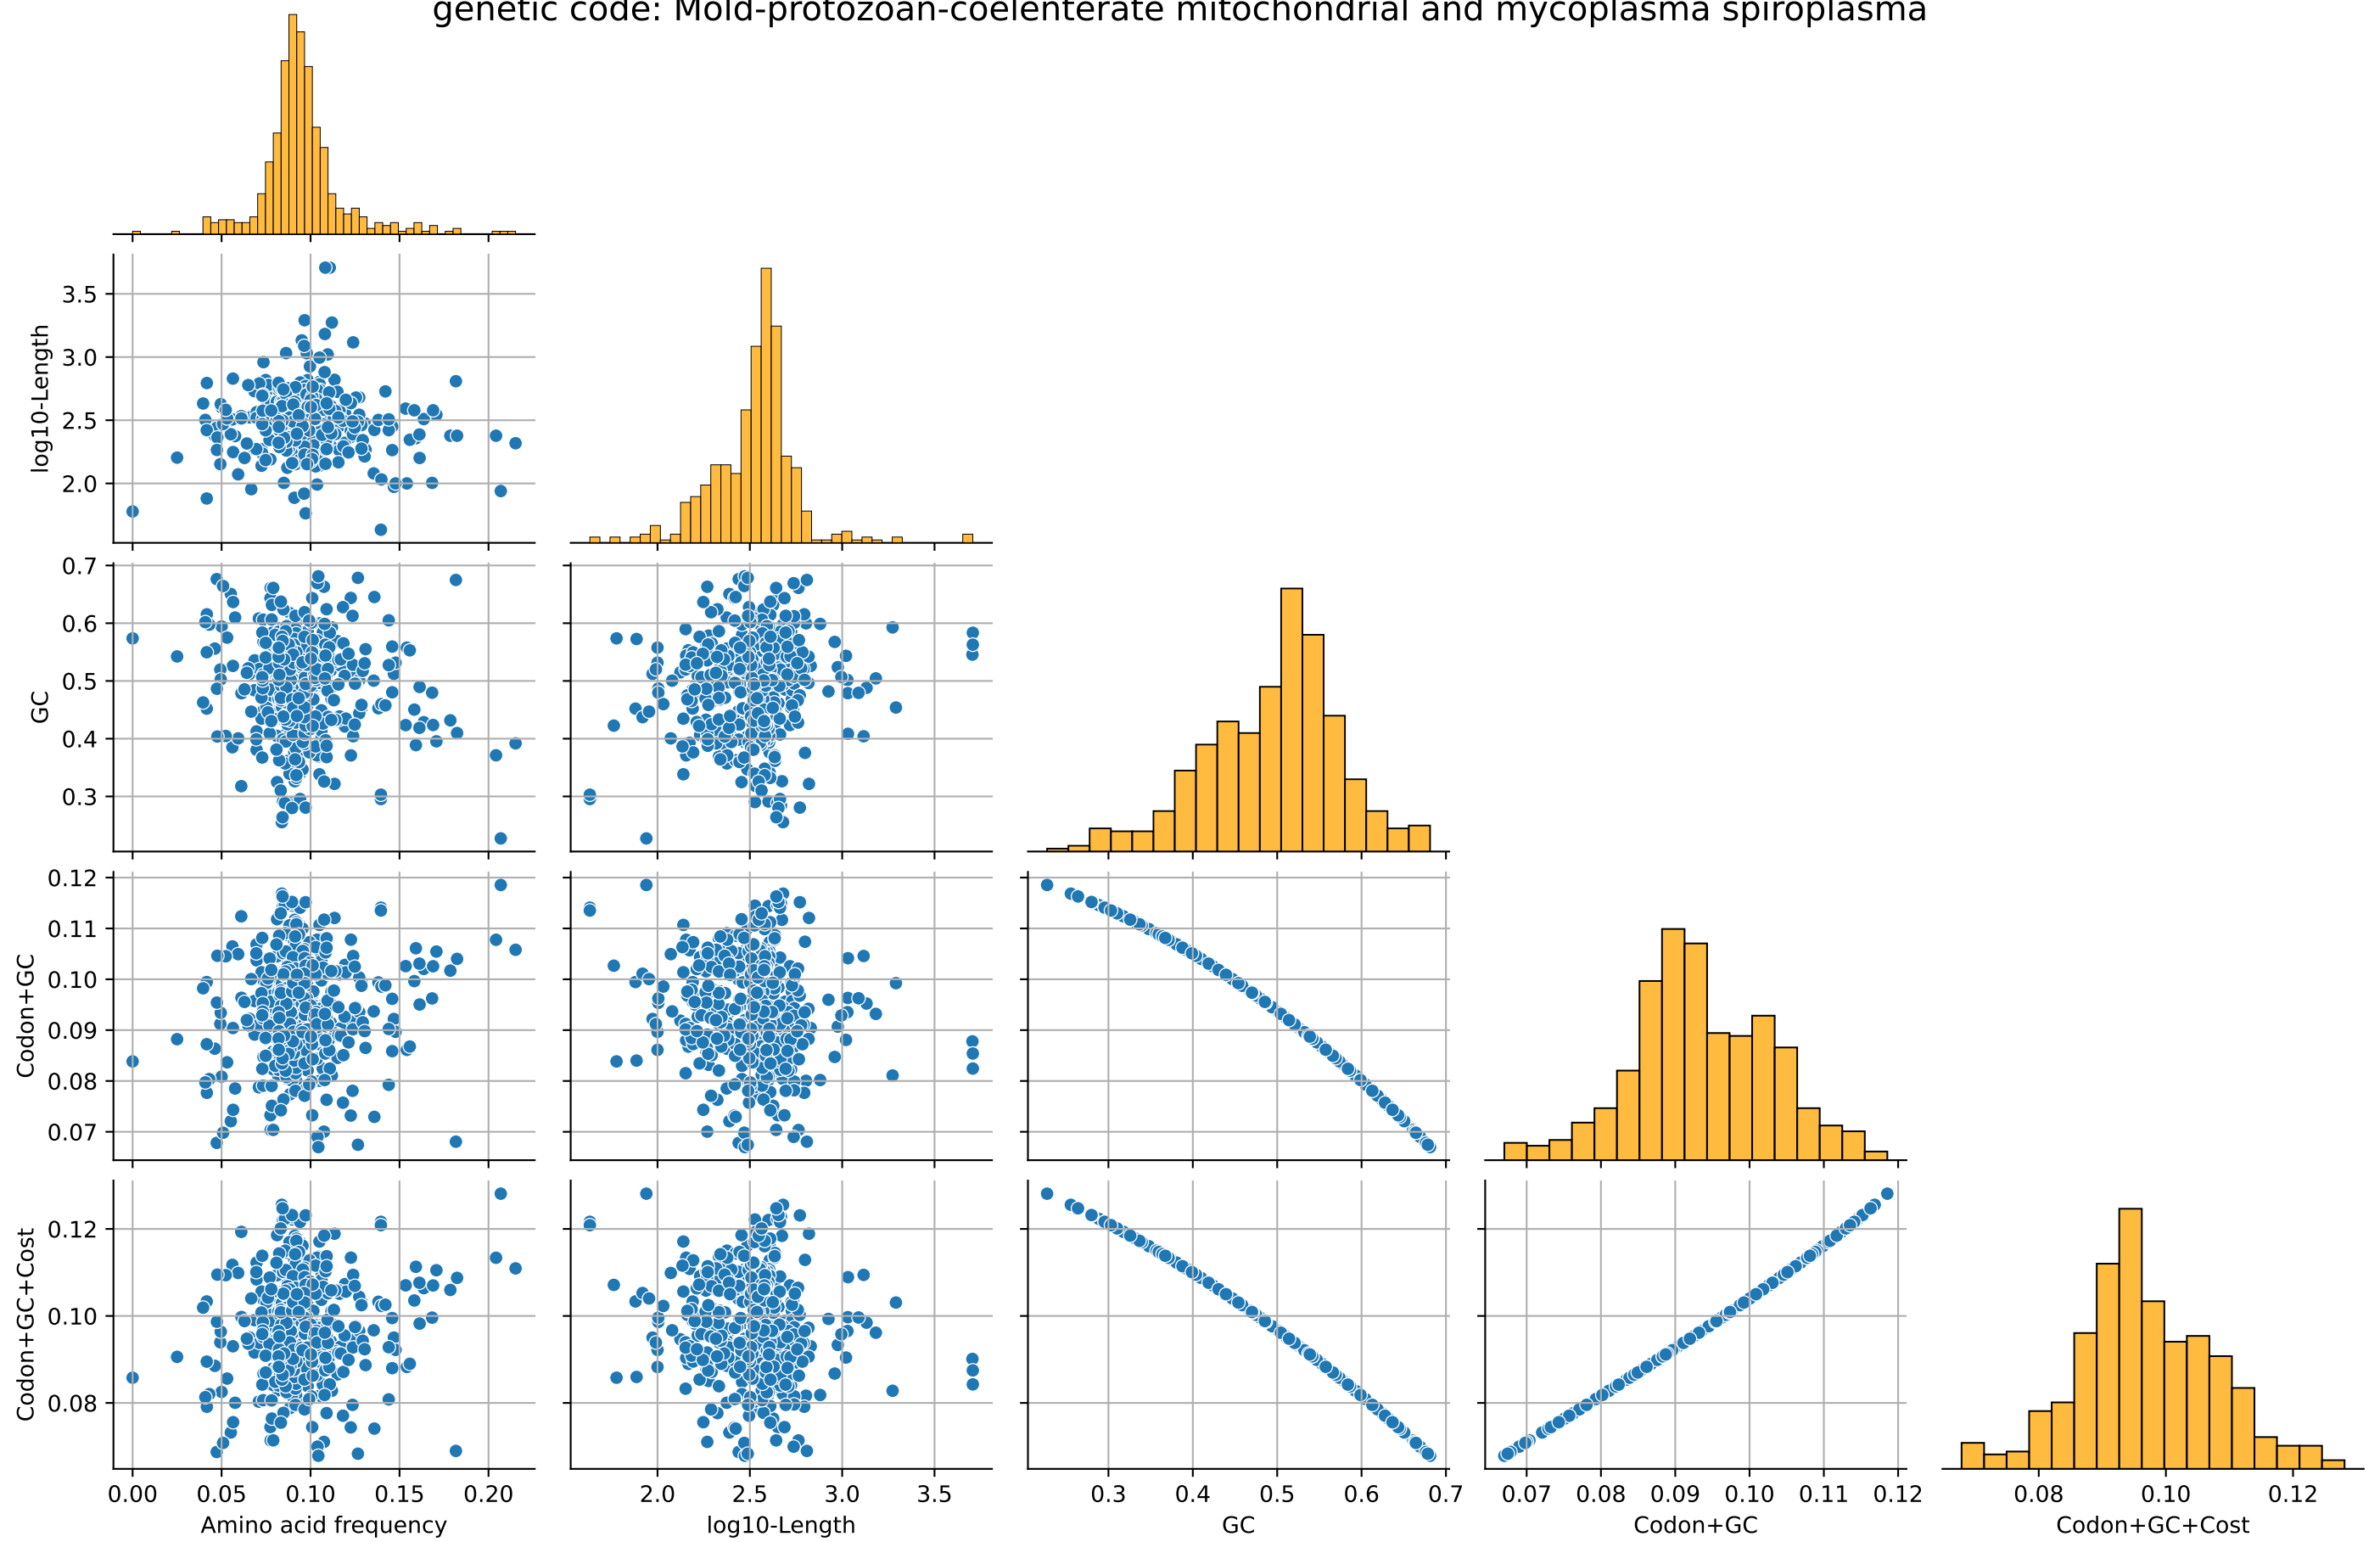 genetic code: Mold-protozoan-coelenterate mitochondrial and mycoplasma spiroplasma
3.5
3.0
2.5
2.0
log10-Length
0.7
0.6
0.5
0.4
0.3
GC
0.12
0.11
0.10
0.09
0.08
0.07
Codon+GC
0.12
0.10
0.08
Codon+GC+Cost
0.00 0.05 0.10 0.15 0.20
Amino acid frequency
2.0 2.5 3.0 3.5
log10-Length
0.3 0.4 0.5 0.6 0.7
GC
0.07 0.08 0.09 0.10 0.11 0.12
Codon+GC
0.08 0.10 0.12
Codon+GC+Cost